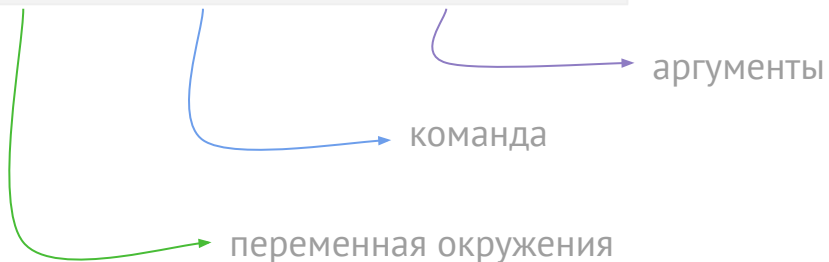 аргументы
команда
переменная окружения